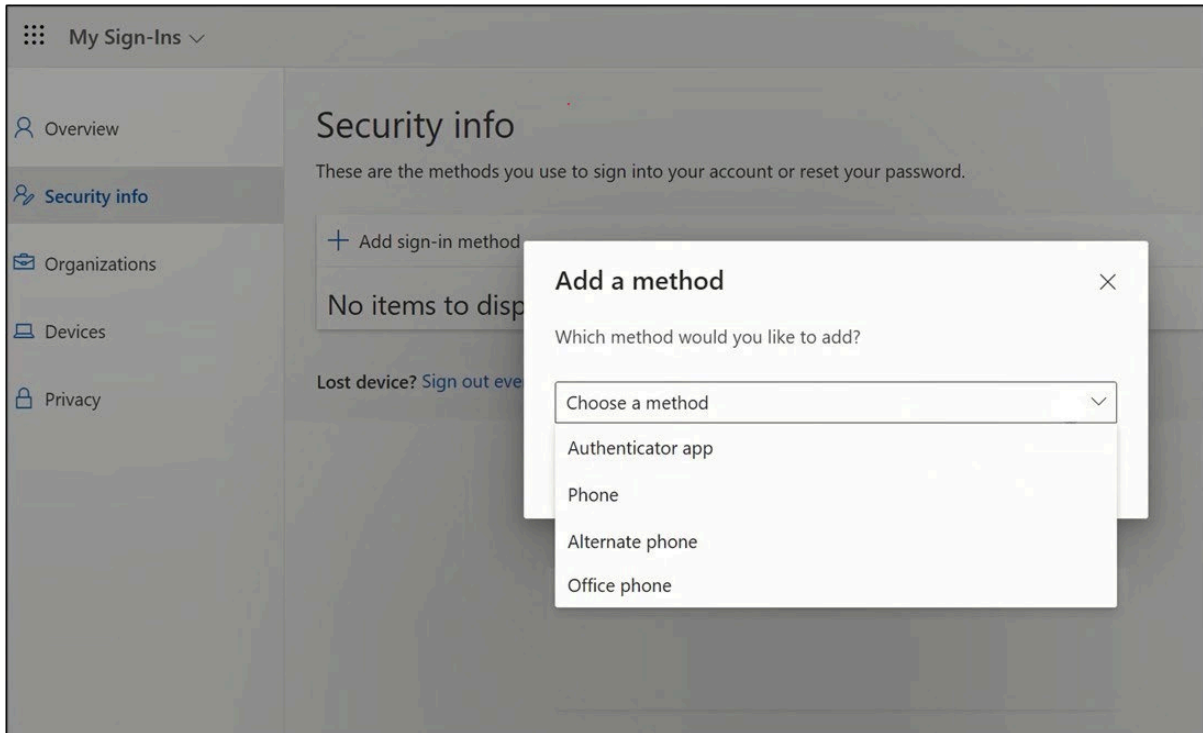 My Sign-Ins
Overview
Security info
Organizations
Devices
Privacy
Security info
These are the methods you use to sign into your account or reset your password.
+ Add sign-in method
No items to disp
Lost device? Sign out eve
Add a method
Which method would you like to add?
Choose a method
Authenticator app
Phone
Alternate phone
Office phone